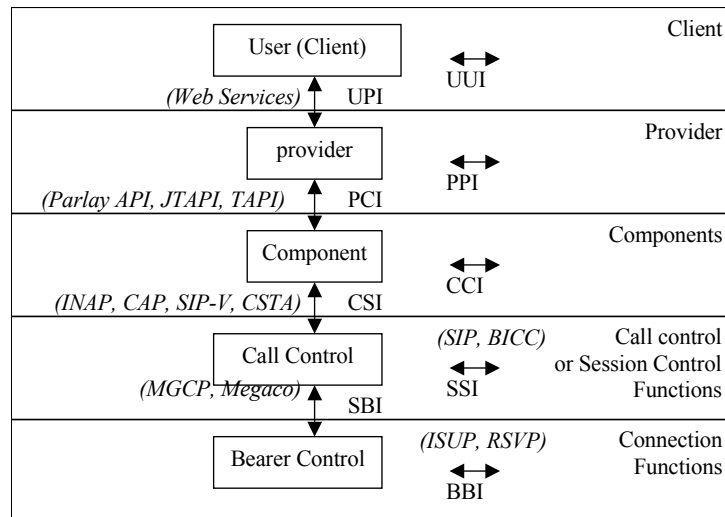 Client
User (Client)
UUI
(Web Services) UPI
Provider
provider
PPI
(Parlay API, JTAPI, TAPI) PCI
Components
Component
CCI
(INAP, CAP, SIP-V, CSTA) CSI
(SIP, BICC) Call control
Call Control or Session Control
(MGCP, Megaco) SSI Functions
SBI
(ISUP, RSVP) Connection
Bearer Control Functions
BBI